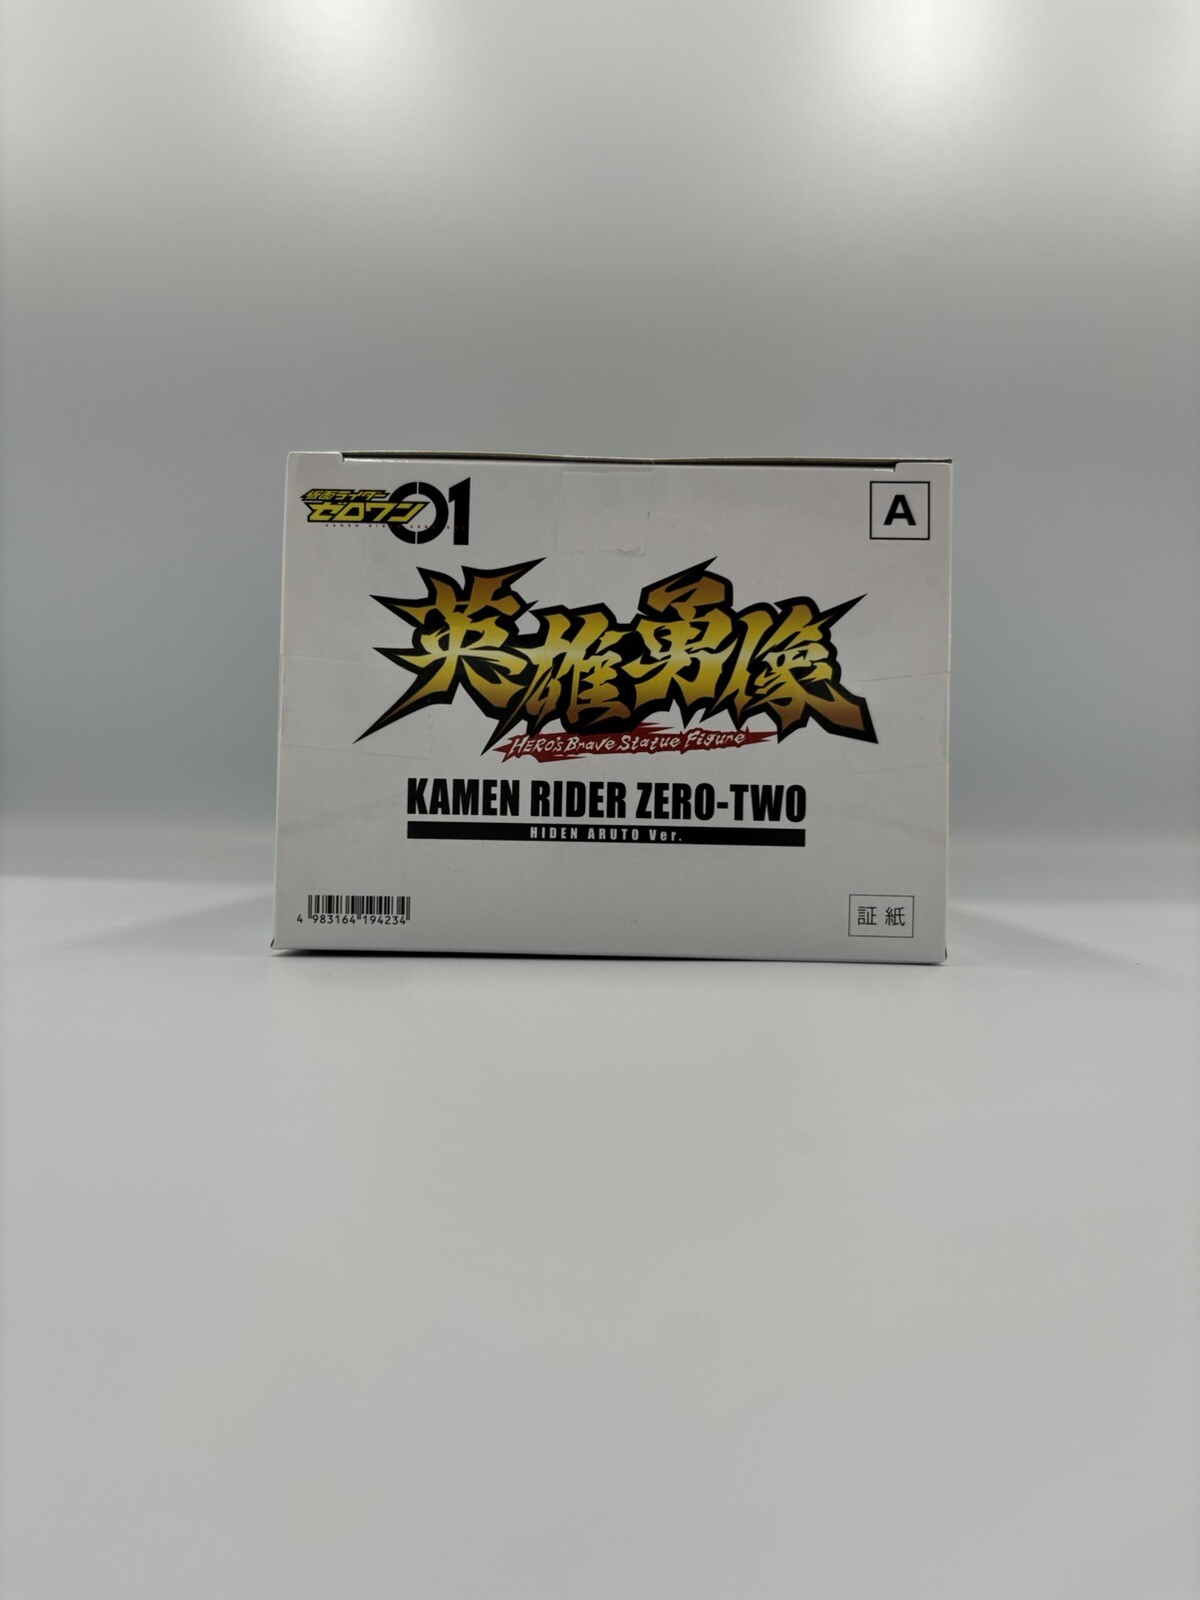 仮面ライダー
ゼロワン 01
A
英雄勇像
HERO's Brave Statue Figure
KAMEN RIDER ZERO-TWO
HIDEN ARUTO Ver.
4 983164 194234
証紙